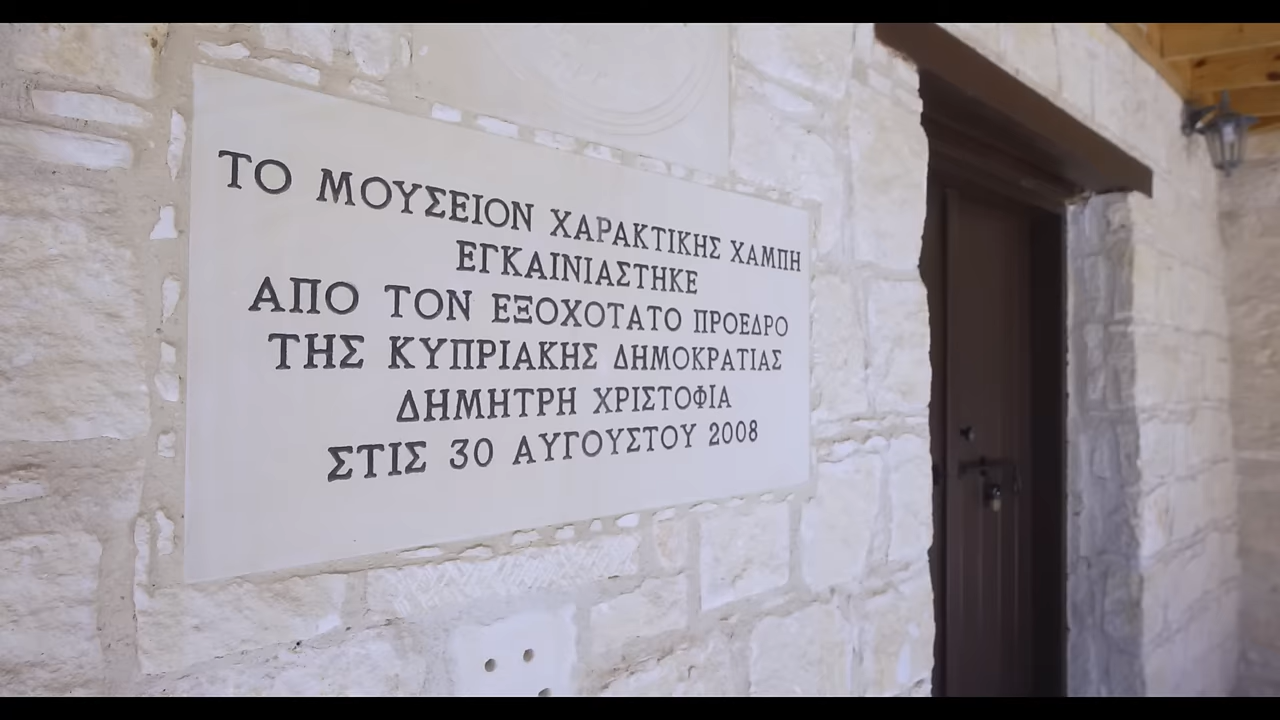 ΤΟ ΜΟΥΣΕΙΟΝ ΧΑΡΑΚΤΙΚΗΣ ΧΑΜΠΗ
ΕΓΚΑΙΝΙΑΣΤΗΚΕ
ΑΠΟ ΤΟΝ ΕΞΟΧΟΤΑΤΟ ΠΡΟΕΔΡΟ
ΤΗΣ ΚΥΠΡΙΑΚΗΣ ΔΗΜΟΚΡΑΤΙΑΣ
ΔΗΜΗΤΡΗ ΧΡΙΣΤΟΦΙΑ
ΣΤΙΣ 30 ΑΥΓΟΥΣΤΟΥ 2008